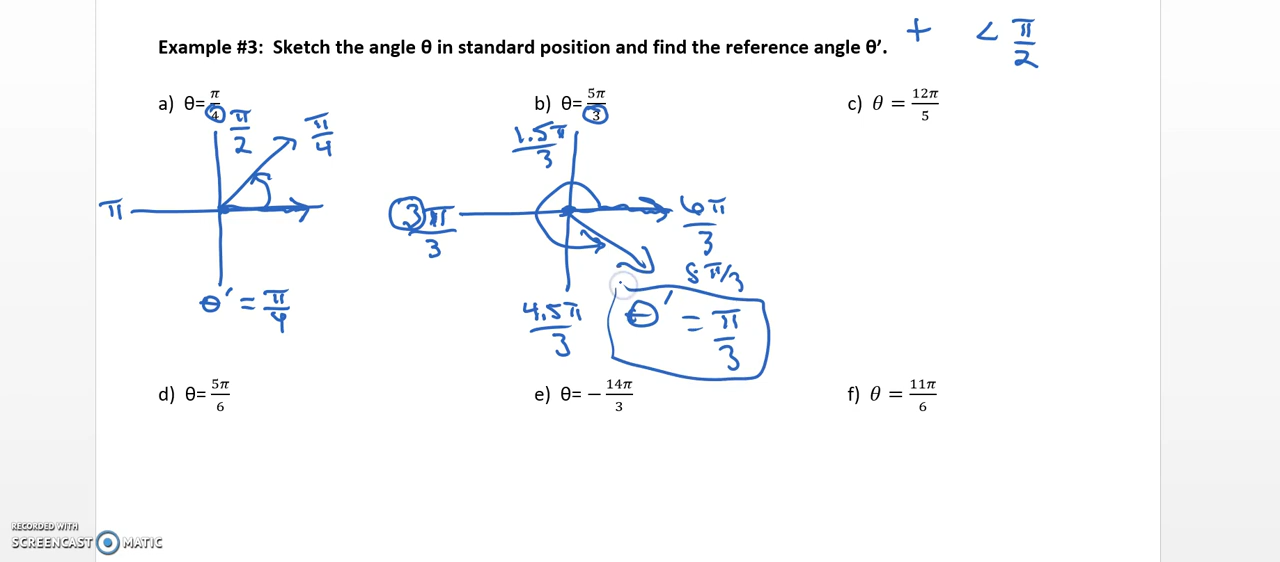 Example #3: Sketch the angle θ in standard position and find the reference angle θ′.
+ < π/2
a) θ= π/4
b) θ= 5π/3
c) θ = 12π/5
π/2
π/4
π
θ′ = π/4
1.5π/3
3π/3
6π/3
5π/3
4.5π/3
θ′ = π/3
d) θ= 5π/6
e) θ= − 14π/3
f) θ = 11π/6
RECORDED WITH
SCREENCAST MATIC